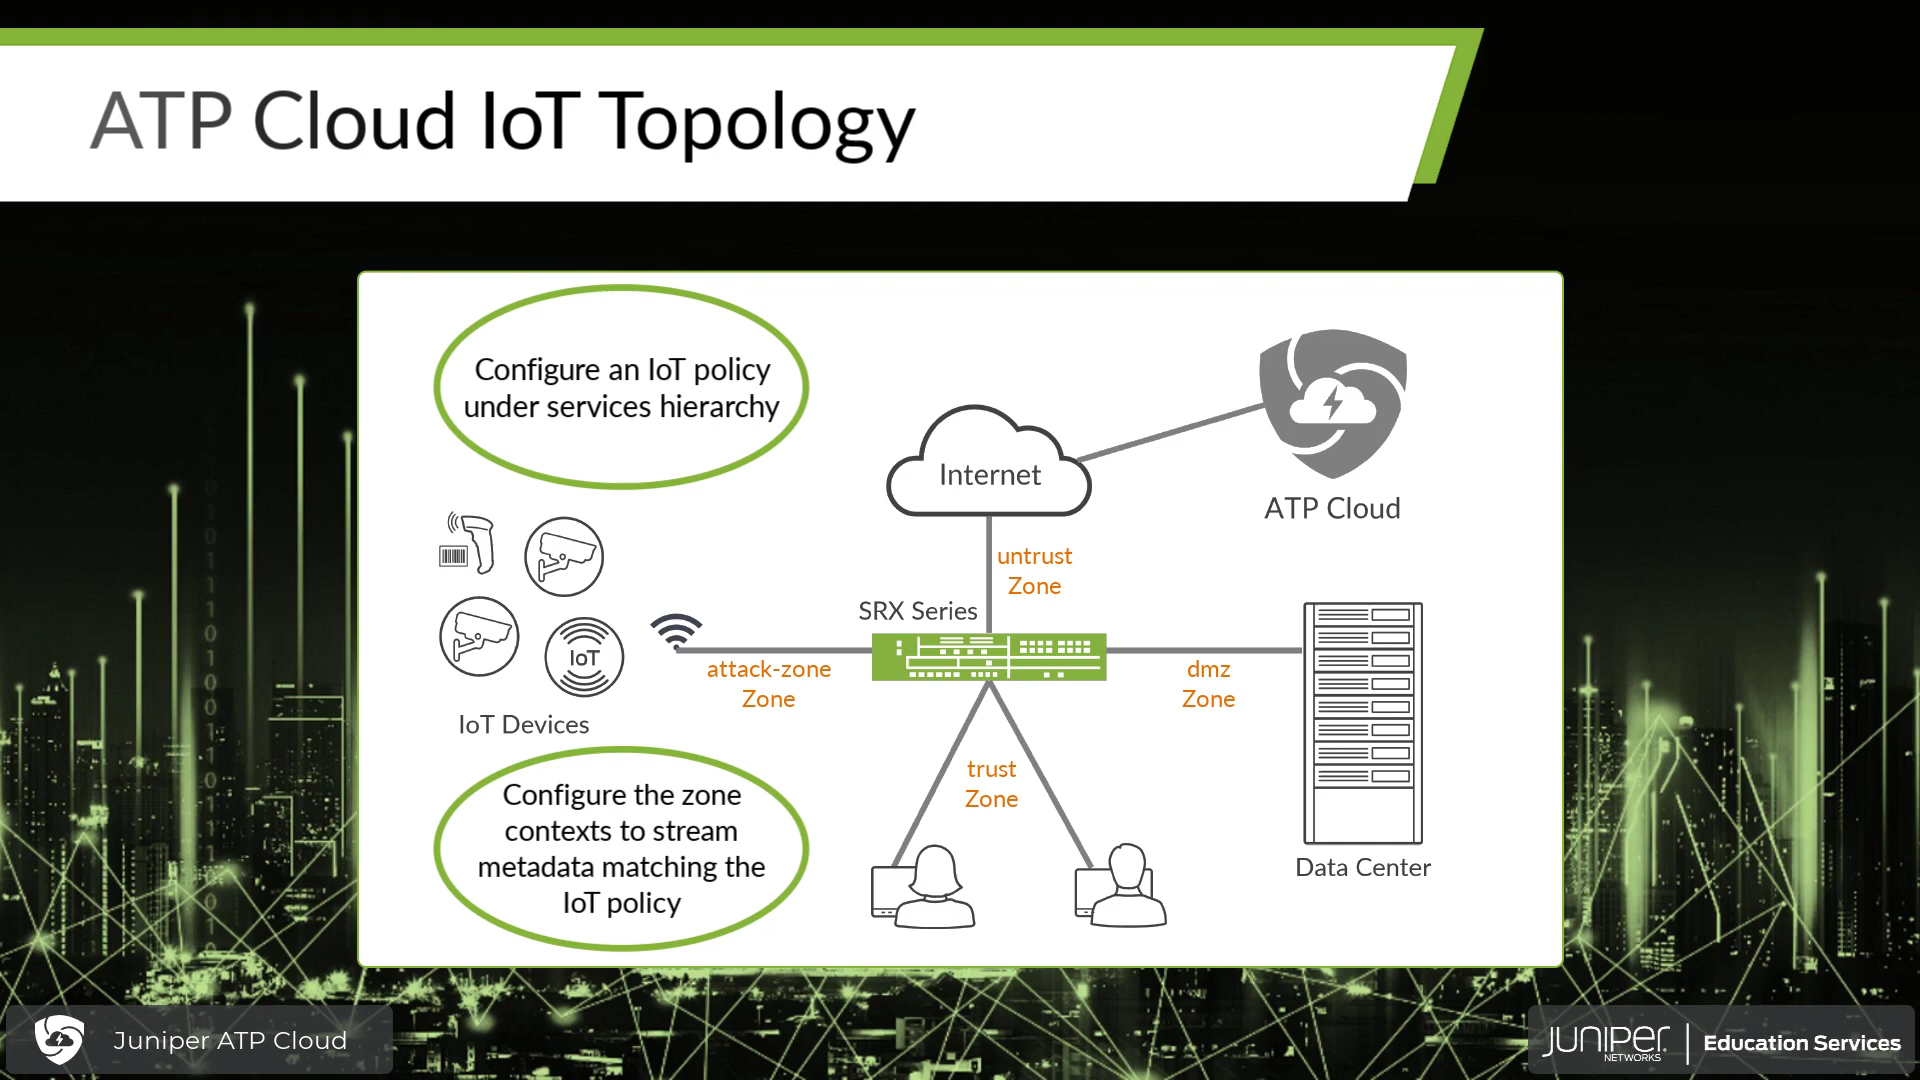 ATP Cloud IoT Topology
Configure an IoT policy
under services hierarchy
Internet
ATP Cloud
untrust
Zone
SRX Series
IoT
attack-zone
Zone
dmz
Zone
IoT Devices
trust
Zone
Configure the zone
contexts to stream
metadata matching the
IoT policy
Data Center
Juniper ATP Cloud
JUNIPER
NETWORKS
Education Services